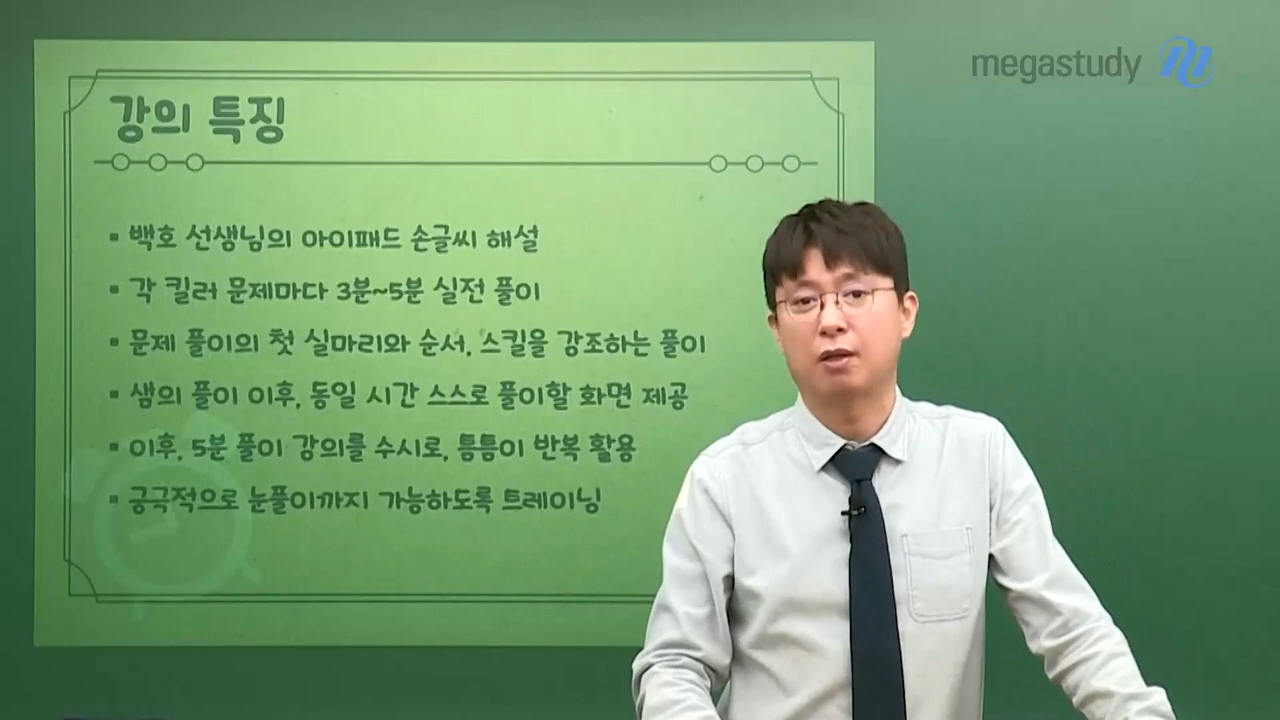 megastudy
강의 특징
▪ 백호 선생님의 아이패드 손글씨 해설
▪ 각 킬러 문제마다 3분~5분 실전 풀이
▪ 문제 풀이의 첫 실마리와 순서, 스킬을 강조하는 풀이
▪ 샘의 풀이 이후, 동일 시간 스스로 풀이할 화면 제공
▪ 이후, 5분 풀이 강의를 수시로, 틈틈이 반복 활용
▪ 궁극적으로 눈풀이까지 가능하도록 트레이닝